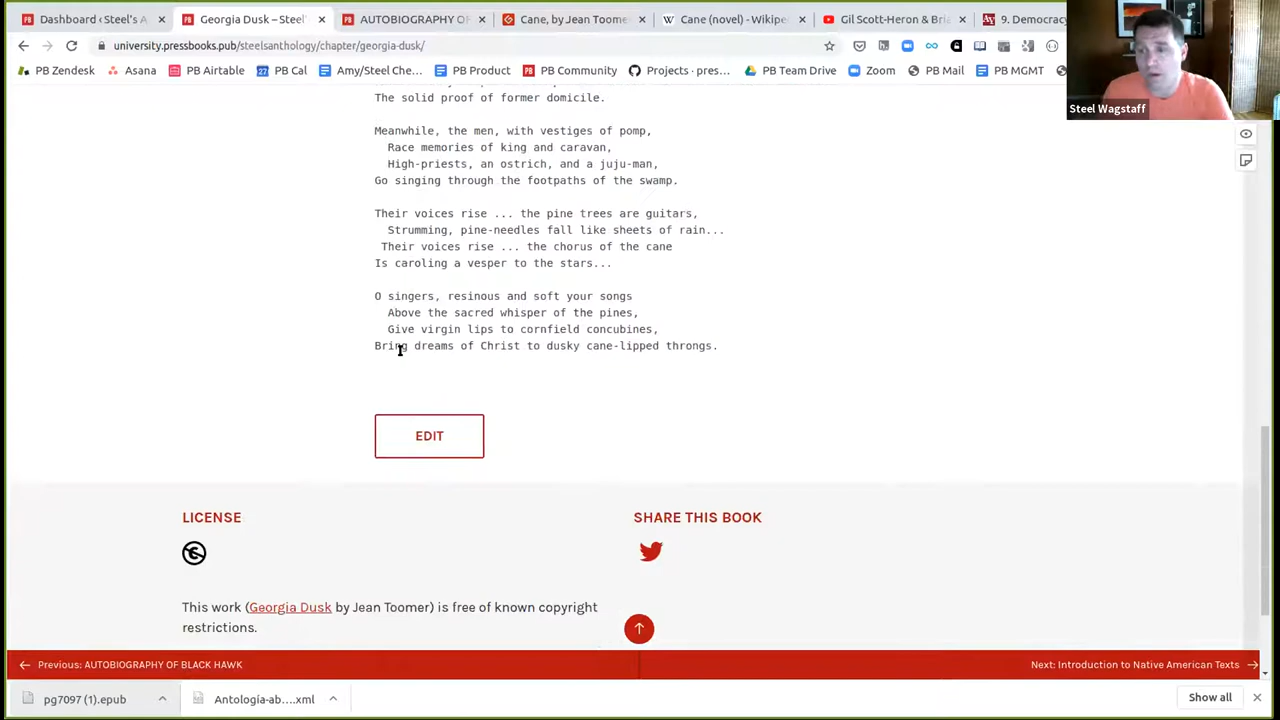 Dashboard ‹ Steel's A
Georgia Dusk – Steel'
AUTOBIOGRAPHY OF
Cane, by Jean Toome
Cane (novel) - Wikipe
Gil Scott-Heron & Bri
9. Democracy
university.pressbooks.pub/steelsanthology/chapter/georgia-dusk/
PB Zendesk
Asana
PB Airtable
PB Cal
Amy/Steel Che...
PB Product
PB Community
Projects · pres...
PB Team Drive
Zoom
PB Mail
PB MGMT
Steel Wagstaff
The solid proof of former domicile.
Meanwhile, the men, with vestiges of pomp,
Race memories of king and caravan,
High-priests, an ostrich, and a juju-man,
Go singing through the footpaths of the swamp.
Their voices rise ... the pine trees are guitars,
Strumming, pine-needles fall like sheets of rain...
Their voices rise ... the chorus of the cane
Is caroling a vesper to the stars...
O singers, resinous and soft your songs
Above the sacred whisper of the pines,
Give virgin lips to cornfield concubines,
Bring dreams of Christ to dusky cane-lipped throngs.
EDIT
LICENSE
SHARE THIS BOOK
This work (Georgia Dusk by Jean Toomer) is free of known copyright
restrictions.
Previous: AUTOBIOGRAPHY OF BLACK HAWK
Next: Introduction to Native American Texts
pg7097 (1).epub
Antología-ab....xml
Show all